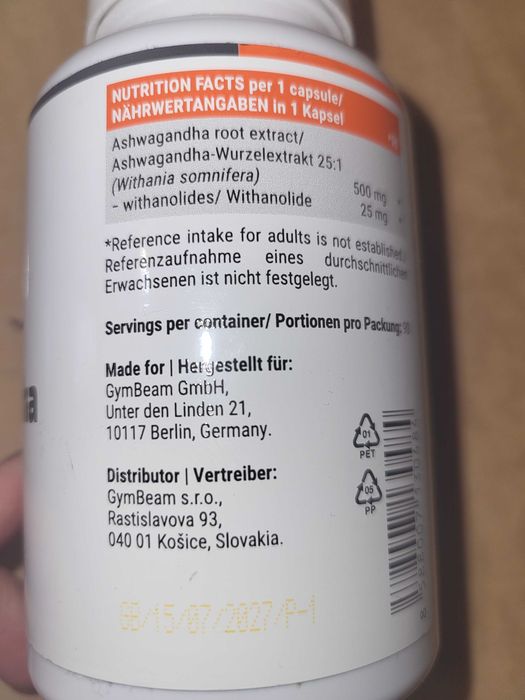 NUTRITION FACTS per 1 capsule/
NÄHRWERTANGABEN in 1 Kapsel
Ashwagandha root extract/
Ashwagandha-Wurzelextrakt 25:1
(Withania somnifera) 500 mg
- withanolides/ Withanolide 25 mg
*Reference intake for adults is not established.
Referenzaufnahme eines durchschnittlichen
Erwachsenen ist nicht festgelegt.
Servings per container/ Portionen pro Packung: 90
Made for | Hergestellt für:
GymBeam GmbH,
Unter den Linden 21,
10117 Berlin, Germany.
Distributor | Vertreiber:
GymBeam s.r.o.,
Rastislavova 93,
040 01 Košice, Slovakia.
01
PET
05
PP
GB/15/07/2027/P-1